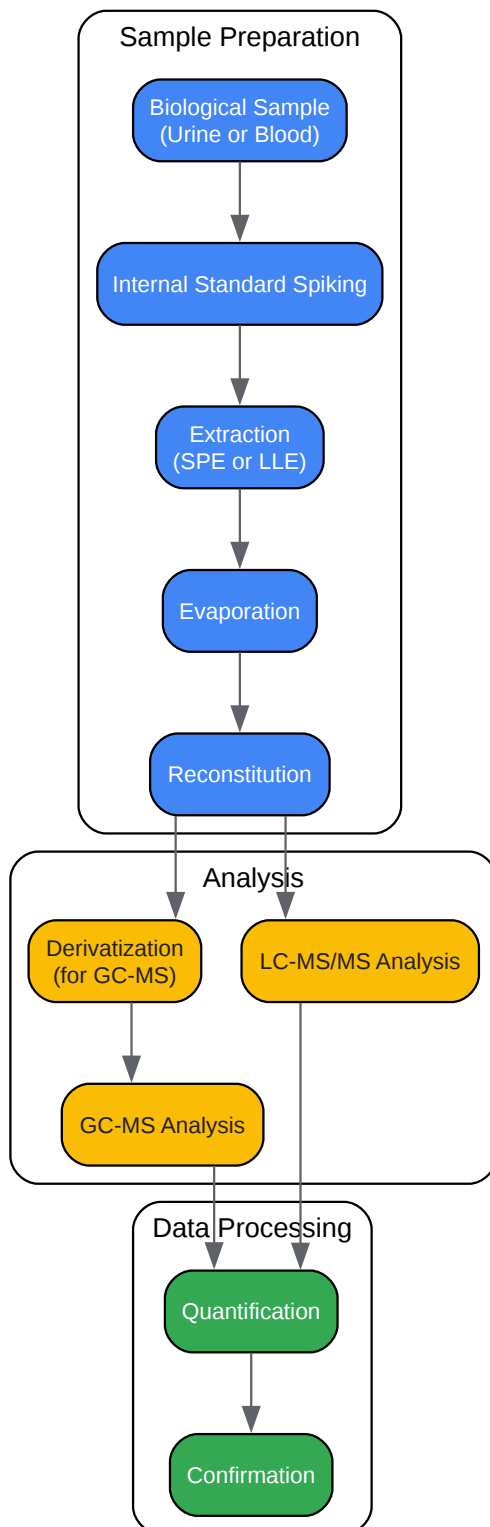 Sample Preparation
Biological Sample
(Urine or Blood)
Internal Standard Spiking
Extraction
(SPE or LLE)
Evaporation
Reconstitution
Analysis
Derivatization
(for GC-MS)
LC-MS/MS Analysis
GC-MS Analysis
Data Processing
Quantification
Confirmation